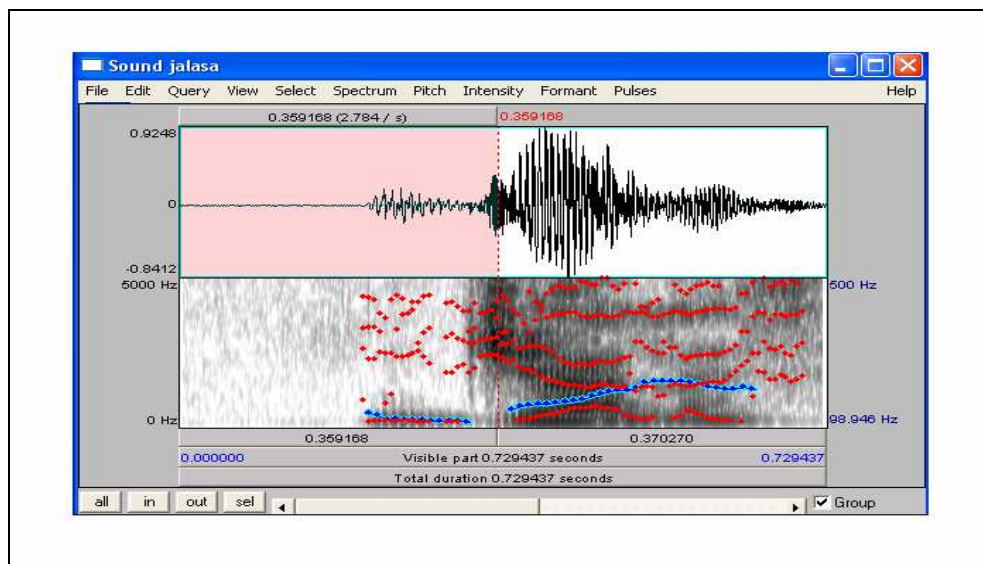 Sound jalasa
File Edit Query View Select Spectrum Pitch Intensity Formant Pulses Help
0.359168 (2.784 / s) 0.359168
0.9248
0
-0.8412
5000 Hz 500 Hz
0 Hz 98.946 Hz
0.359168 0.370270
0.000000 Visible part 0.729437 seconds 0.729437
Total duration 0.729437 seconds
all in out sel Group